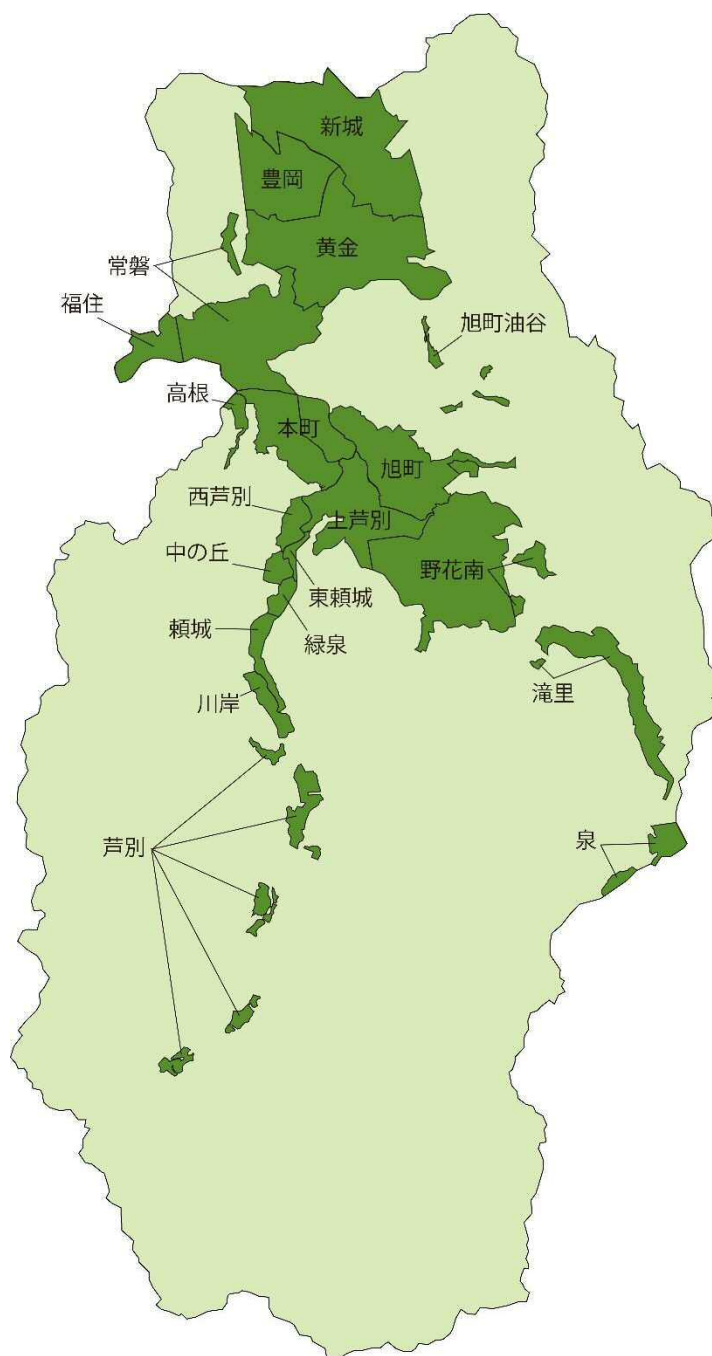 新城
豊岡
黄金
常磐
福住
旭町油谷
高根
本町
旭町
西芦別
上芦別
中の丘
野花南
東頼城
緑泉
頼城
滝里
川岸
泉
芦別